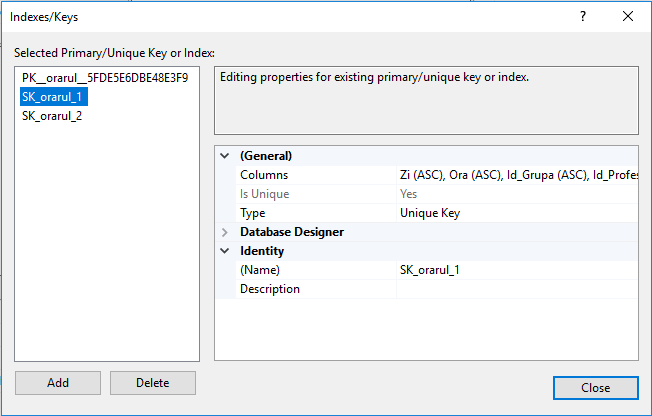 Indexes/Keys
Selected Primary/Unique Key or Index:
PK__orarul__5FDE5E6DBE48E3F9
SK_orarul_1
SK_orarul_2
Editing properties for existing primary/unique key or index.
(General)
Columns Zi (ASC), Ora (ASC), Id_Grupa (ASC), Id_Profes
Is Unique Yes
Type Unique Key
Database Designer
Identity
(Name) SK_orarul_1
Description
Add Delete
Close